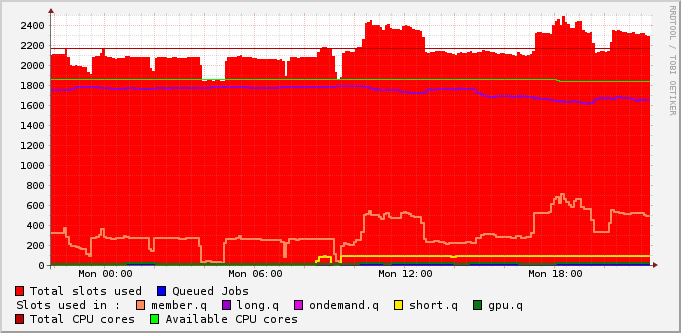 2400
2200
2000
1800
1600
1400
1200
1000
800
600
400
200
0
Mon 00:00 Mon 06:00 Mon 12:00 Mon 18:00
RRDTOOL / TOBI OETIKER
Total slots used Queued Jobs
Slots used in : member.q long.q ondemand.q short.q gpu.q
Total CPU cores Available CPU cores